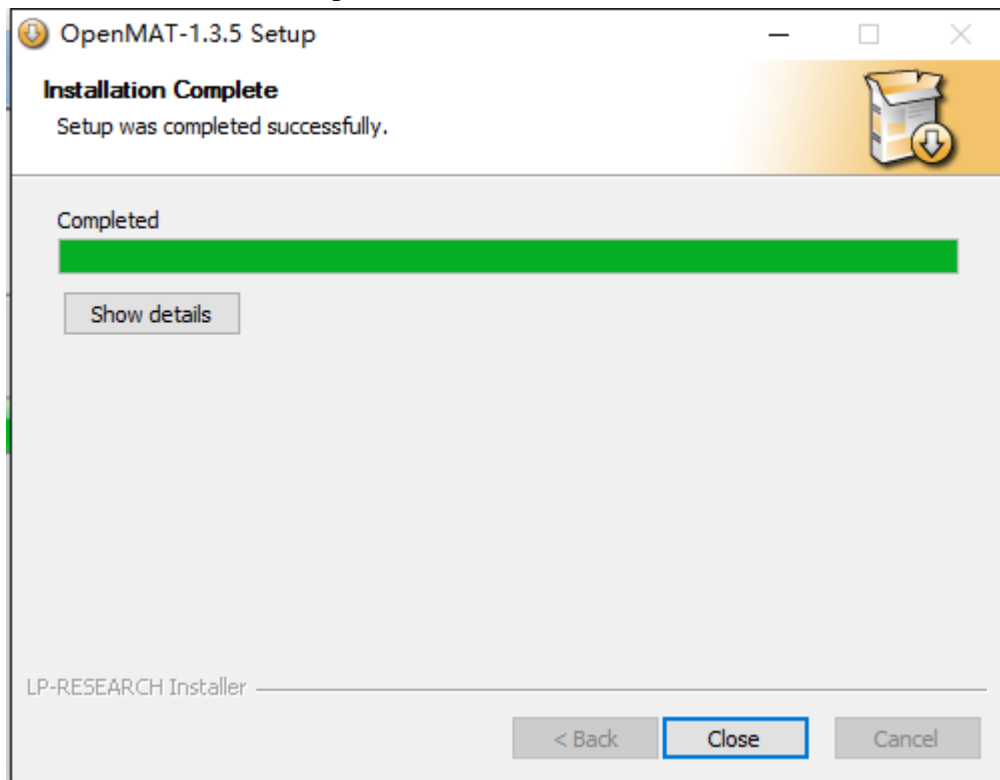 OpenMAT-1.3.5 Setup
Installation Complete
Setup was completed successfully.
Completed
Show details
LP-RESEARCH Installer
< Back
Close
Cancel